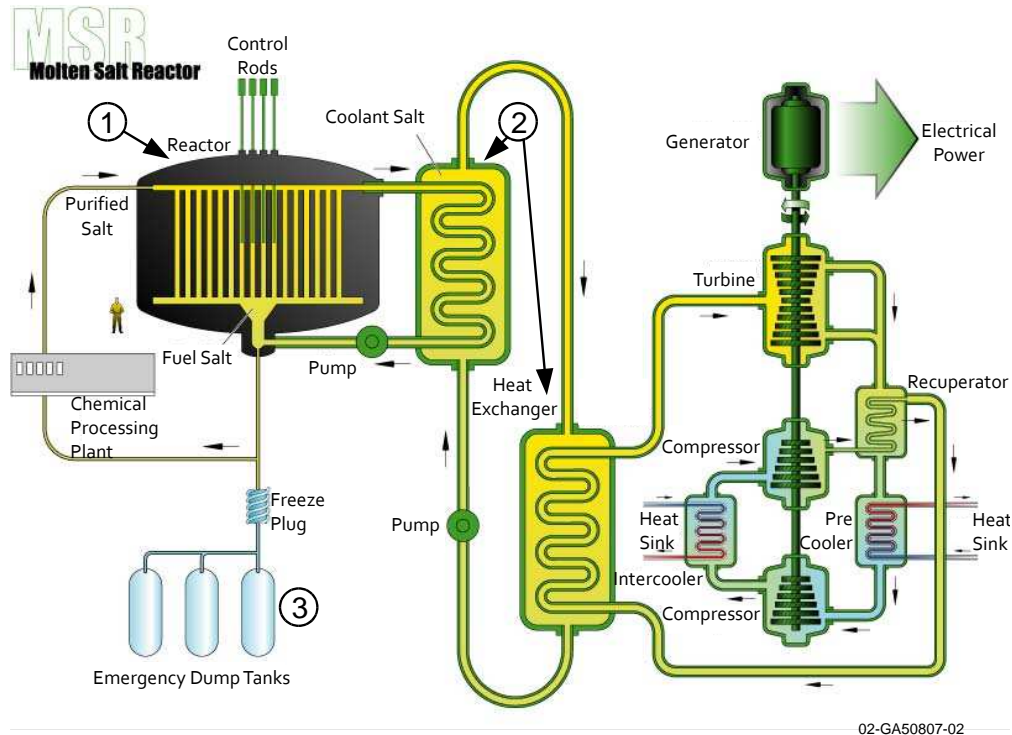 MSR
Molten Salt Reactor
Control
Rods
1
Reactor
Coolant Salt
2
Generator
Electrical
Power
Purified
Salt
Turbine
Fuel Salt
Pump
Heat
Exchanger
Recuperator
Chemical
Processing
Plant
Compressor
Freeze
Plug
Pump
Heat
Sink
Pre
Cooler
Heat
Sink
Intercooler
Compressor
3
Emergency Dump Tanks
02-GA50807-02